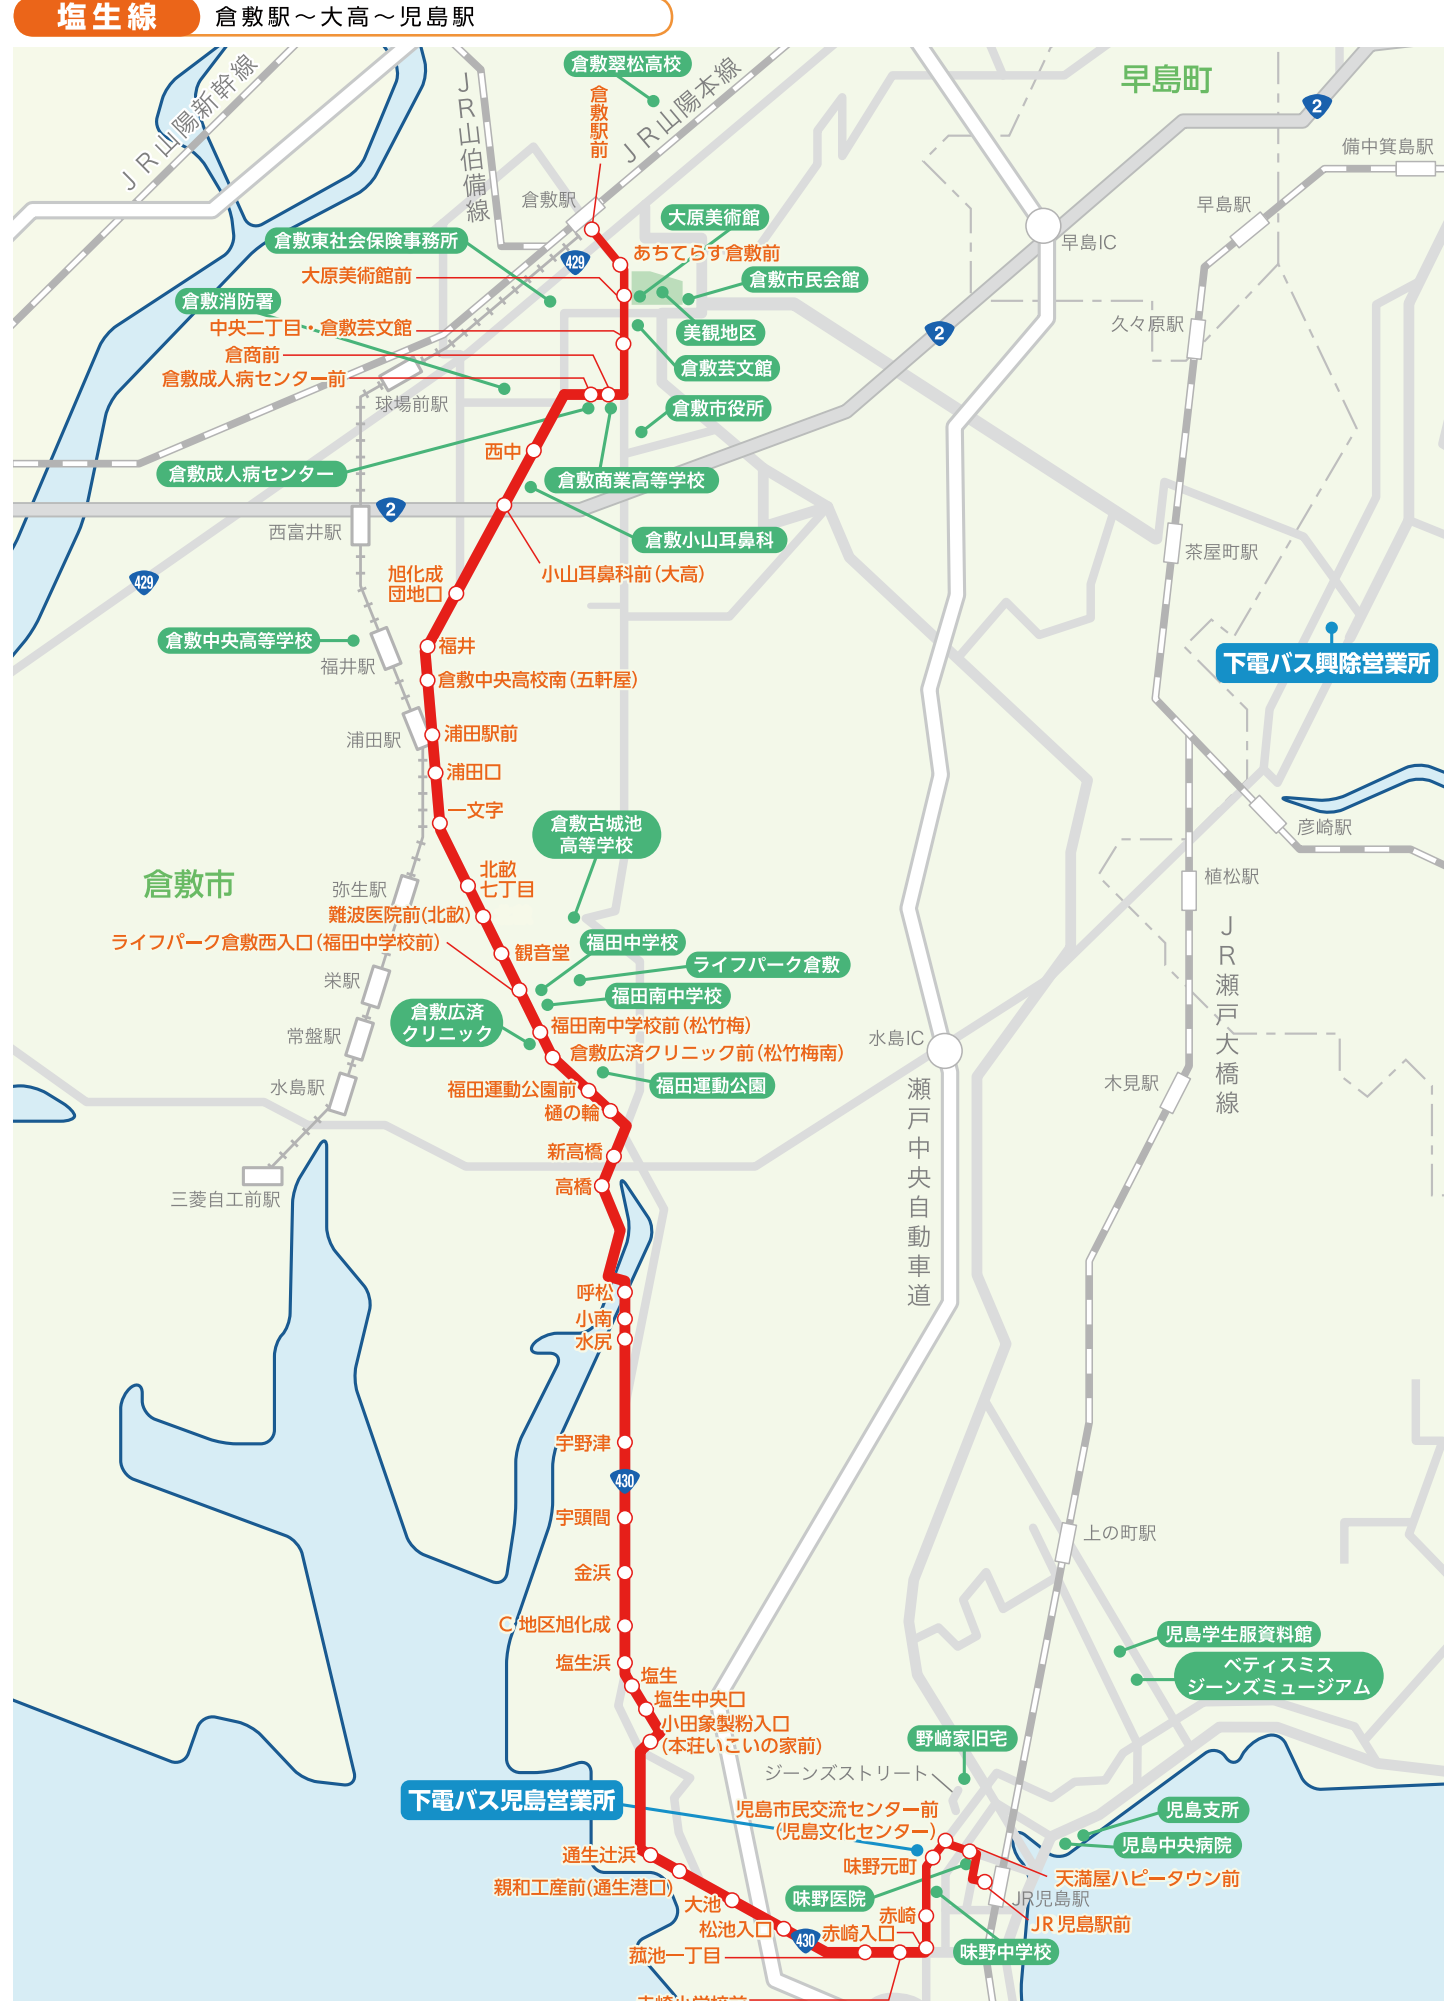 塩生線
倉敷駅～大高～児島駅
JR山陽新幹線
JR山伯備線
倉敷翠松高校
倉敷駅前
JR山陽本線
早島町
2
備中箕島駅
倉敷駅
早島駅
大原美術館
早島IC
倉敷東社会保険事務所
あちてらす倉敷前
429
大原美術館前
倉敷市民会館
倉敷消防署
中央二丁目・倉敷芸文館
美観地区
2
久々原駅
倉商前
倉敷芸文館
倉敷成人病センター前
球場前駅
倉敷市役所
西中
倉敷成人病センター
倉敷商業高等学校
2
西富井駅
倉敷小山耳鼻科
茶屋町駅
429
旭化成
団地口
小山耳鼻科前(大高)
倉敷中央高等学校
福井駅
福井
下電バス興除営業所
倉敷中央高校南(五軒屋)
浦田駅
浦田駅前
浦田口
一文字
倉敷古城池
高等学校
彦崎駅
倉敷市
弥生駅
北畝
七丁目
植松駅
難波医院前(北畝)
JR瀬戸大橋線
ライフパーク倉敷西入口(福田中学校前)
観音堂
福田中学校
ライフパーク倉敷
栄駅
福田南中学校
倉敷広済
クリニック
常盤駅
福田南中学校前(松竹梅)
水島IC
倉敷広済クリニック前(松竹梅南)
水島駅
福田運動公園前
福田運動公園
木見駅
瀬戸中央自動車道
樋の輪
新高橋
高橋
三菱自工前駅
呼松
小南
水尻
宇野津
430
宇頭間
上の町駅
金浜
C 地区旭化成
塩生浜
塩生
児島学生服資料館
ベティスミス
ジーンズミュージアム
塩生中央口
小田象製粉入口
(本荘いこいの家前)
野﨑家旧宅
ジーンズストリート
下電バス児島営業所
児島市民交流センター前
(児島文化センター)
児島支所
児島中央病院
通生辻浜
味野元町
天満屋ハピータウン前
親和工産前(通生港口)
味野医院
JR児島駅
大池
赤崎
JR 児島駅前
松池入口
430
赤崎入口
味野中学校
菰池一丁目
赤崎小学校前